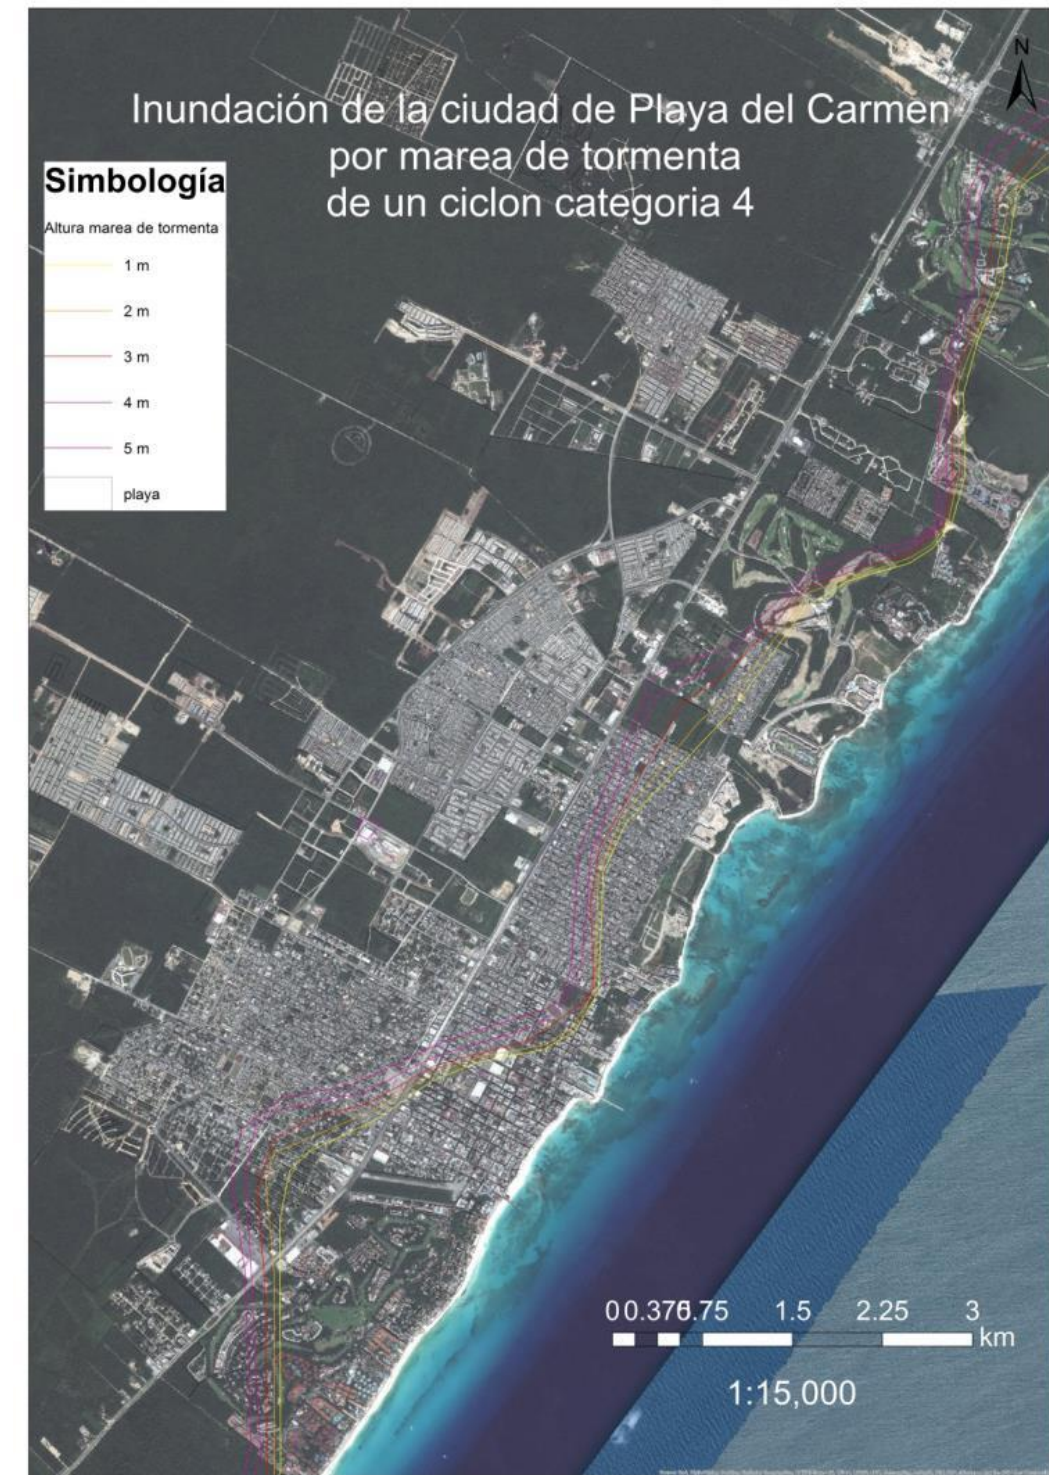 N
Inundación de la ciudad de Playa del Carmen
por marea de tormenta
de un ciclon categoria 4
Simbología
Altura marea de tormenta
1 m
2 m
3 m
4 m
5 m
playa
0 0.375 0.75 1.5 2.25 3
km
1:15,000